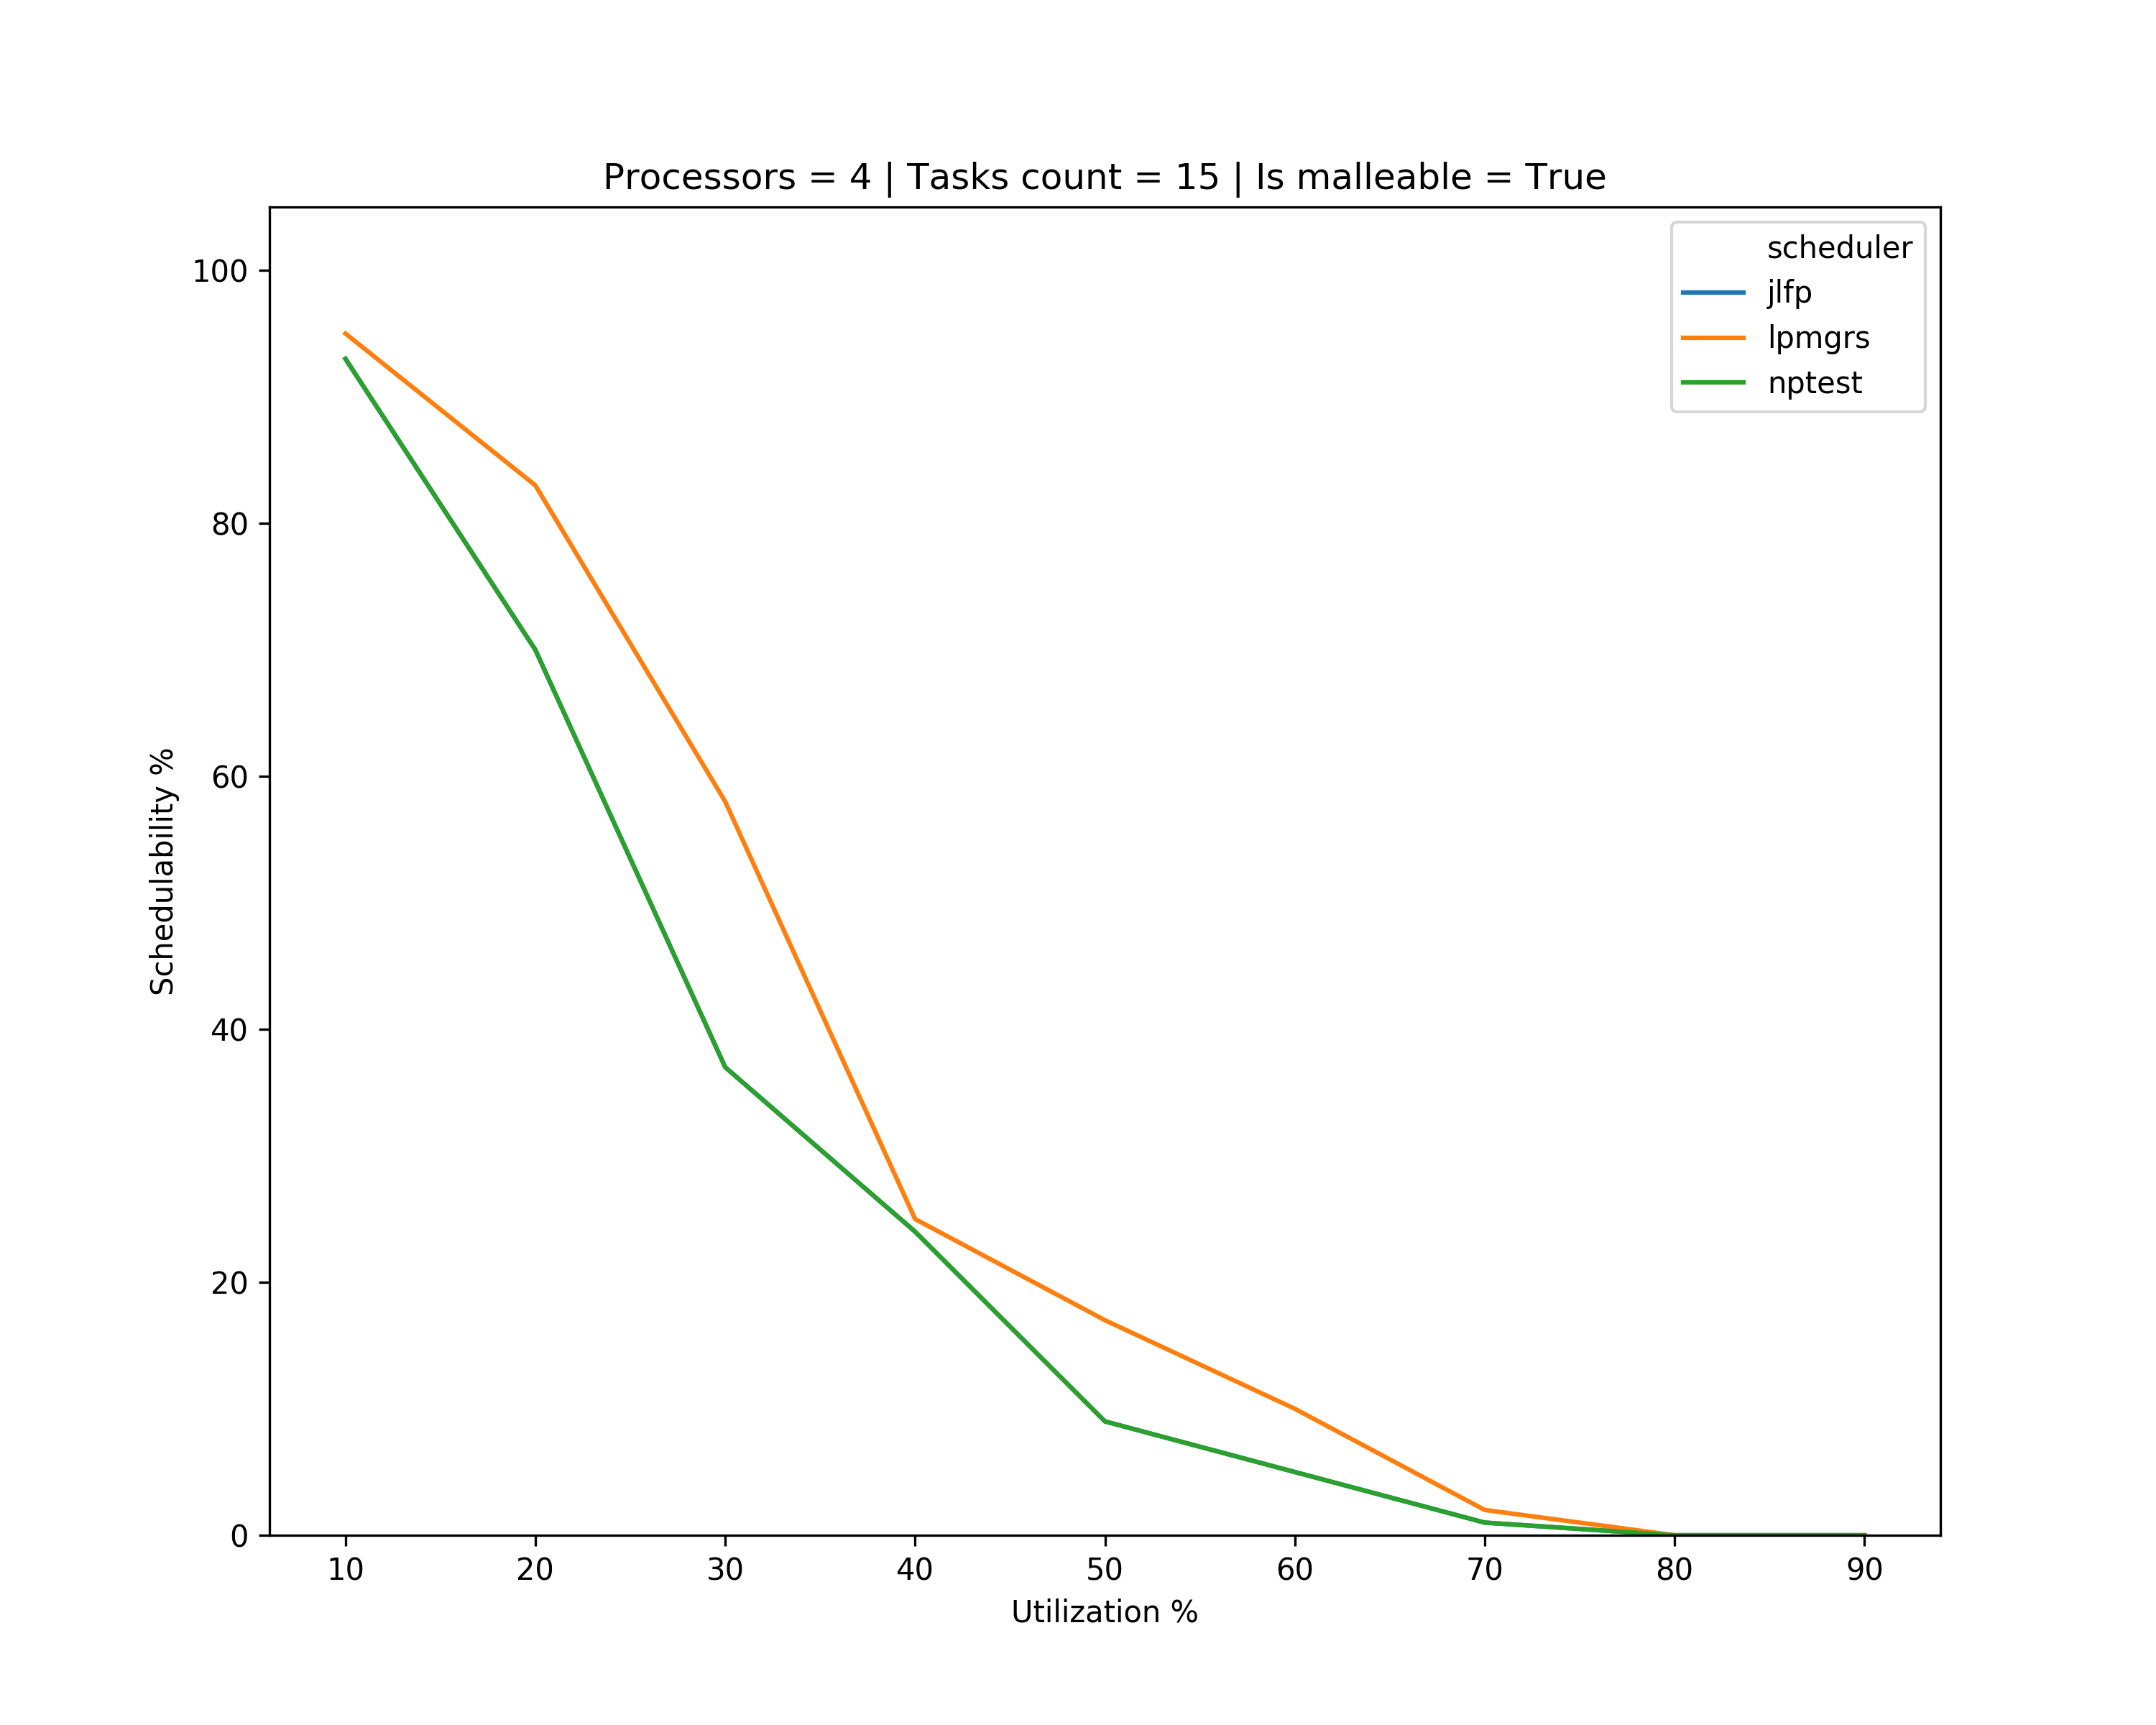 Processors = 4 | Tasks count = 15 | Is malleable = True
scheduler
jlfp
lpmgrs
nptest
Schedulability %
100
80
60
40
20
0
10 20 30 40 50 60 70 80 90
Utilization %